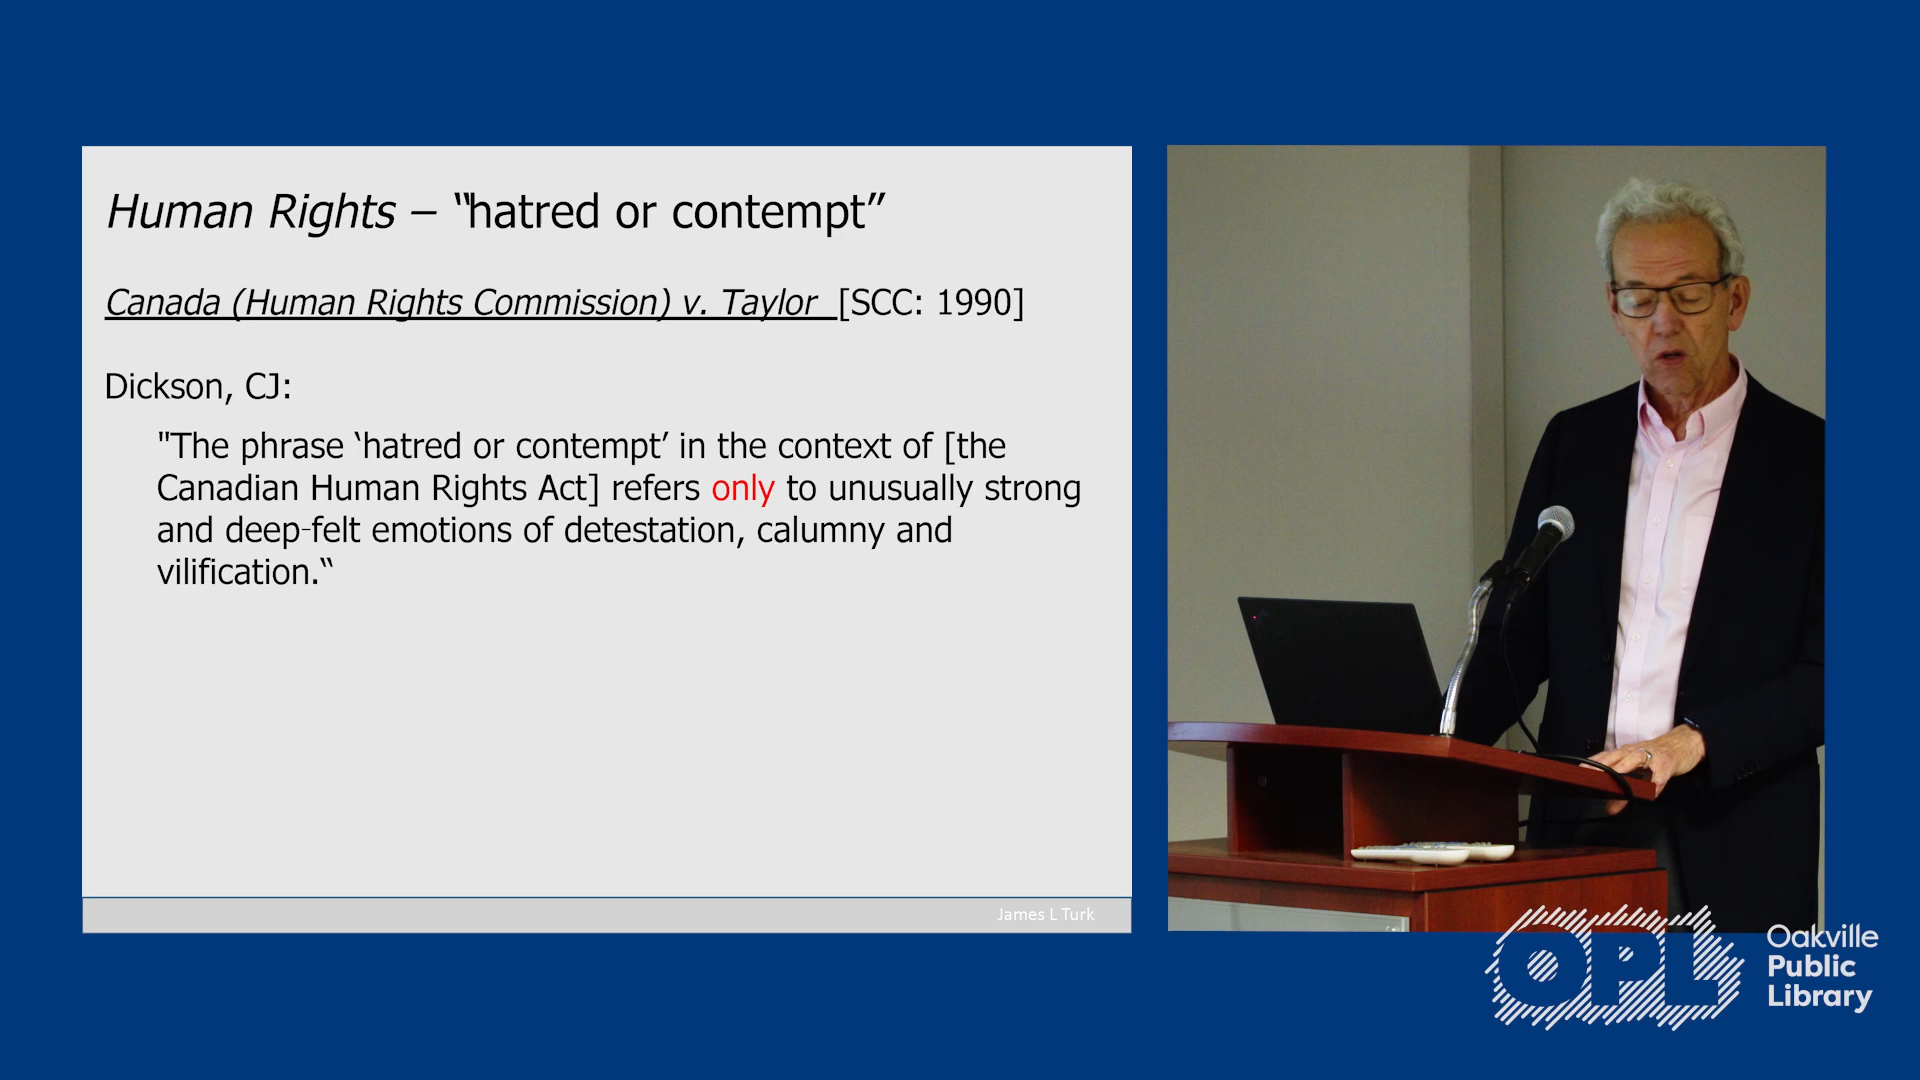 Human Rights – “hatred or contempt”
Canada (Human Rights Commission) v. Taylor [SCC: 1990]
Dickson, CJ:
"The phrase ‘hatred or contempt’ in the context of [the
Canadian Human Rights Act] refers only to unusually strong
and deep-felt emotions of detestation, calumny and
vilification.“
James L Turk
OPL
Oakville
Public
Library